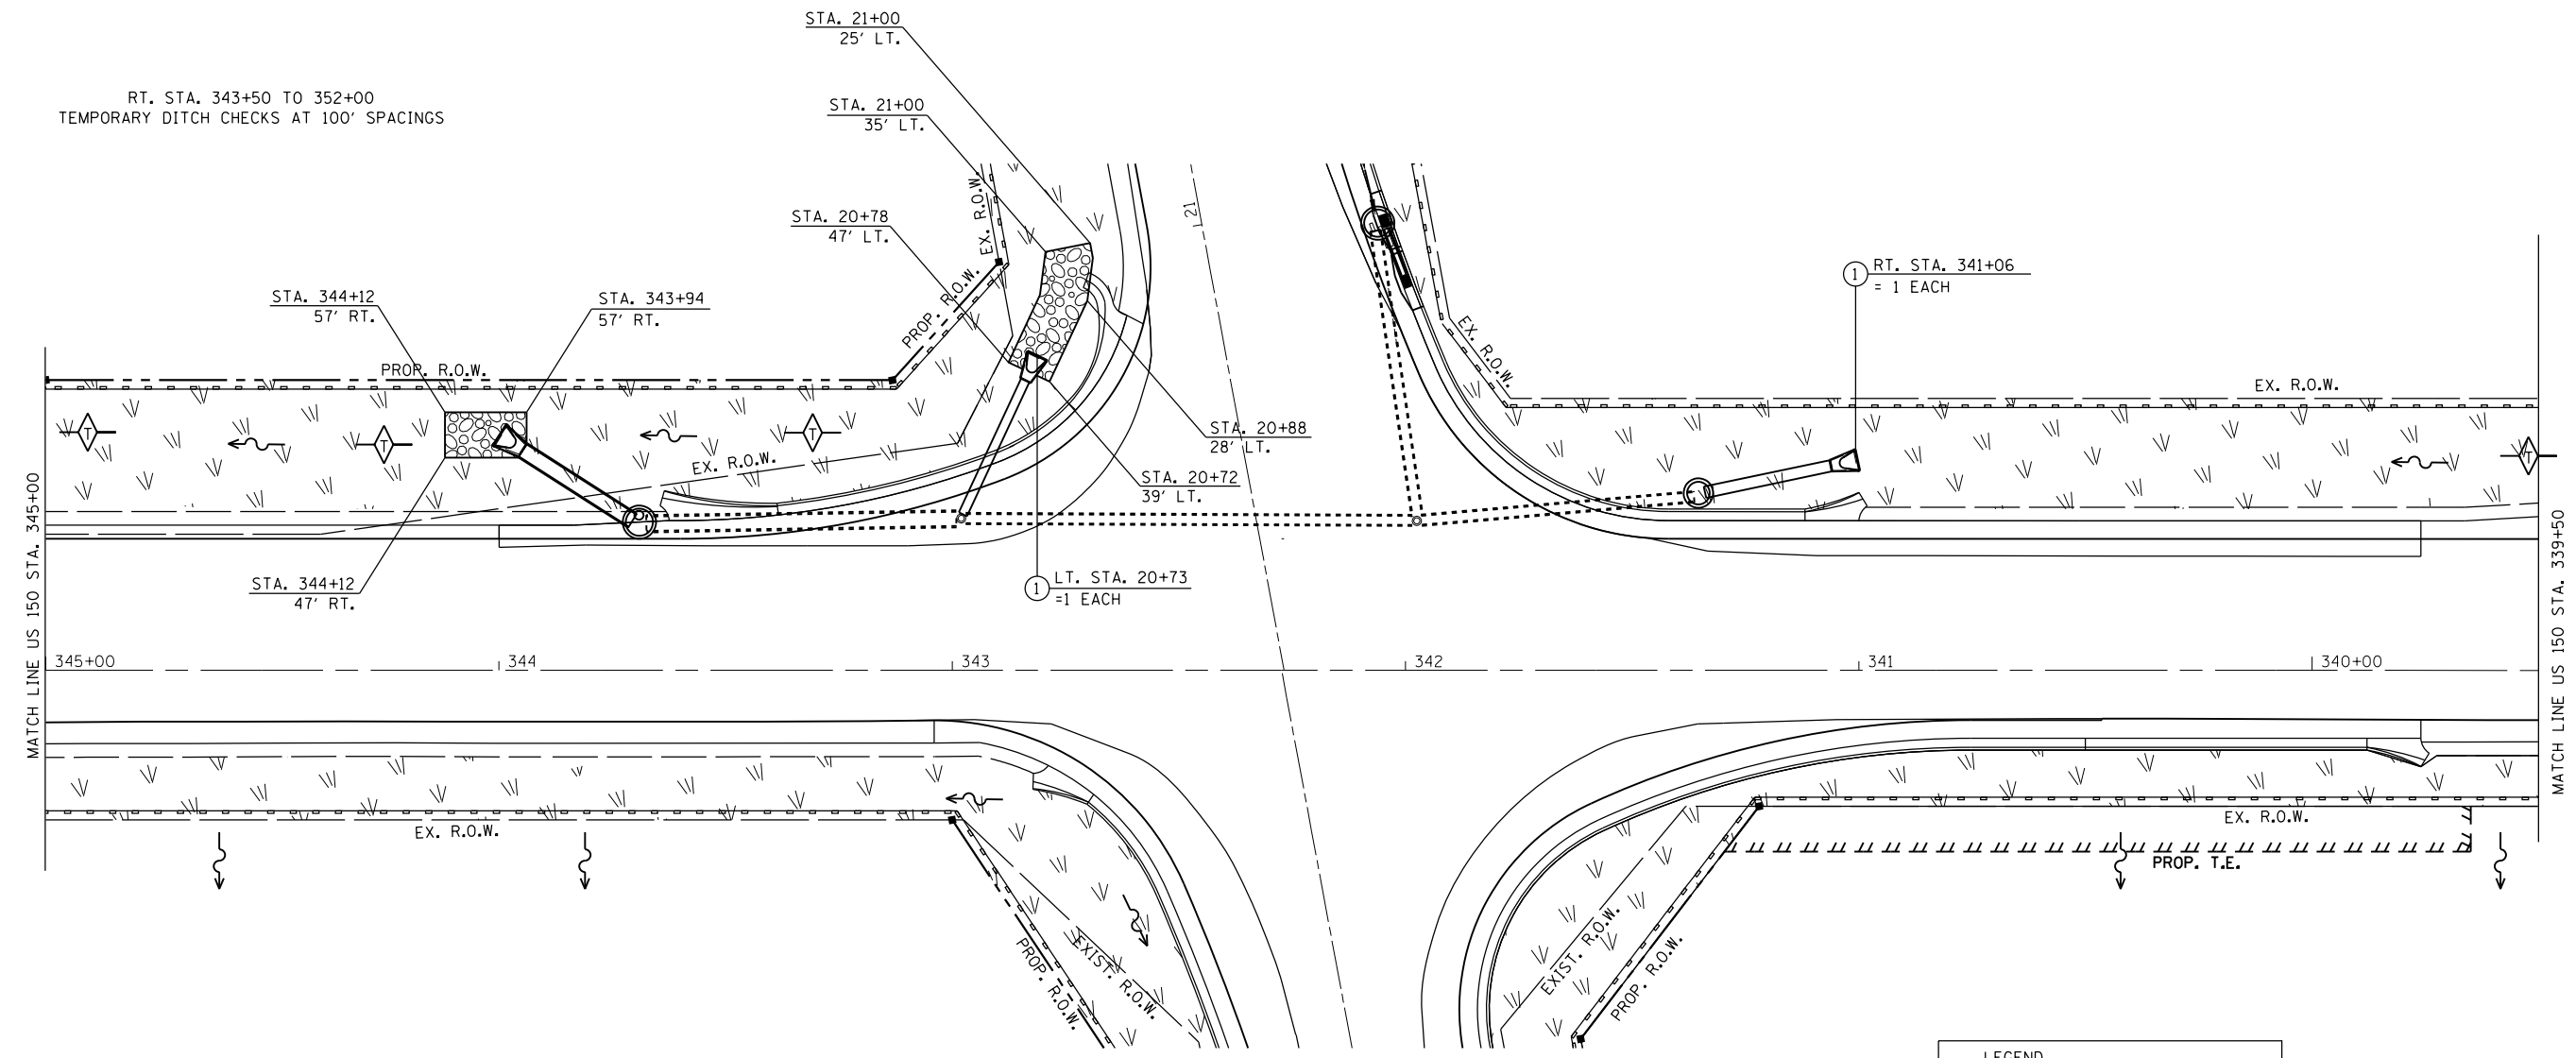 STA. 21+00
25' LT.
RT. STA. 343+50 TO 352+00
TEMPORARY DITCH CHECKS AT 100' SPACINGS
STA. 21+00
35' LT.
STA. 20+78
47' LT.
EX. R.O.W.
21
PROP. R.O.W.
1
RT. STA. 341+06
= 1 EACH
STA. 344+12
57' RT.
STA. 343+94
57' RT.
PROP. R.O.W.
EX. R.O.W.
EX. R.O.W.
T
T
T
T
STA. 20+88
28' LT.
EX. R.O.W.
STA. 20+72
39' LT.
MATCH LINE US 150 STA. 345+00
MATCH LINE US 150 STA. 339+50
STA. 344+12
47' RT.
1
LT. STA. 20+73
=1 EACH
345+00
344
343
342
341
340+00
EX. R.O.W.
EX. R.O.W.
PROP. T.E.
PROP. R.O.W.
EXIST. R.O.W.
EXIST. R.O.W.
PROP. R.O.W.
LEGEND